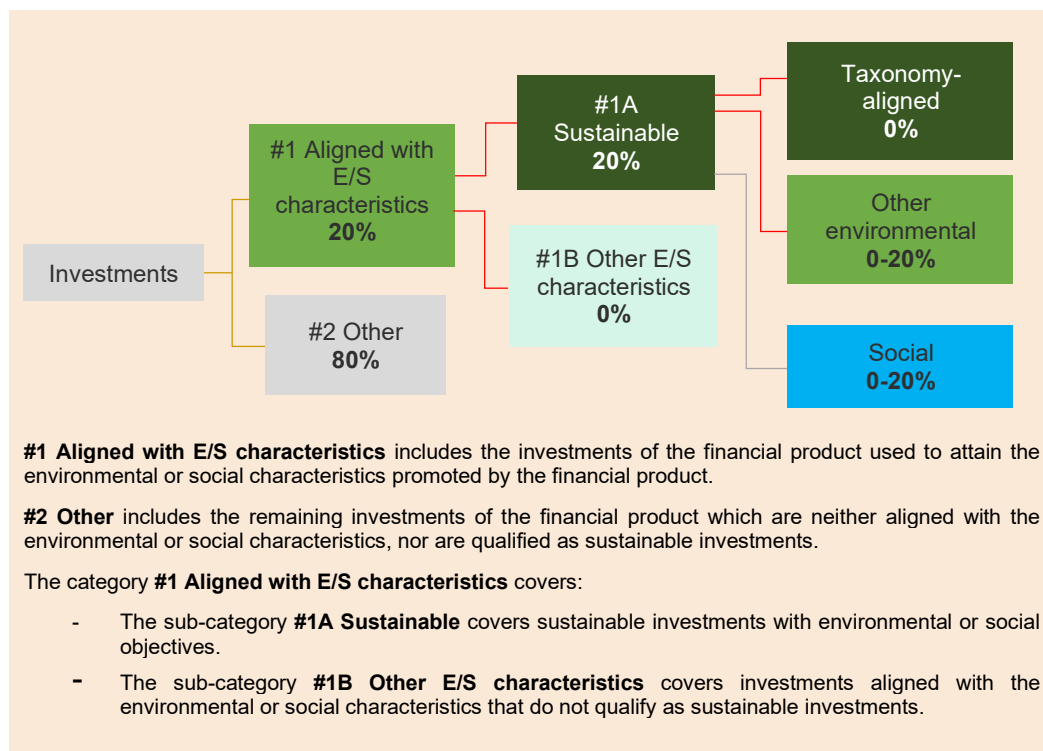 Investments
#1 Aligned with
E/S
characteristics
20%
#2 Other
80%
#1A
Sustainable
20%
#1B Other E/S
characteristics
0%
Taxonomy-
aligned
0%
Other
environmental
0-20%
Social
0-20%
#1 Aligned with E/S characteristics includes the investments of the financial product used to attain the
environmental or social characteristics promoted by the financial product.
#2 Other includes the remaining investments of the financial product which are neither aligned with the
environmental or social characteristics, nor are qualified as sustainable investments.
The category #1 Aligned with E/S characteristics covers:
- The sub-category #1A Sustainable covers sustainable investments with environmental or social
objectives.
- The sub-category #1B Other E/S characteristics covers investments aligned with the
environmental or social characteristics that do not qualify as sustainable investments.